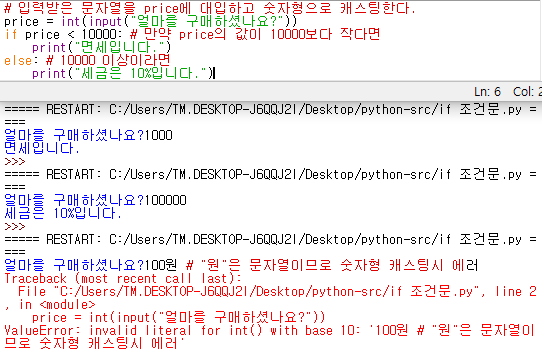 # 입력받은 문자열을 price에 대입하고 숫자형으로 캐스팅한다.
price = int(input("얼마를 구매하셨나요?"))
if price < 10000: # 만약 price의 값이 10000보다 작다면
    print("면세입니다.")
else: # 10000 이상이라면
    print("세금은 10%입니다.")
Ln: 6 Col: 2
===== RESTART: C:/Users/TM.DESKTOP-J6QQJ2I/Desktop/python-src/if 조건문.py =
===
얼마를 구매하셨나요?1000
면세입니다.
>>>
===== RESTART: C:/Users/TM.DESKTOP-J6QQJ2I/Desktop/python-src/if 조건문.py =
===
얼마를 구매하셨나요?100000
세금은 10%입니다.
>>>
===== RESTART: C:/Users/TM.DESKTOP-J6QQJ2I/Desktop/python-src/if 조건문.py =
===
얼마를 구매하셨나요?100원 # "원"은 문자열이므로 숫자형 캐스팅시 에러
Traceback (most recent call last):
  File "C:/Users/TM.DESKTOP-J6QQJ2I/Desktop/python-src/if 조건문.py", line 2
, in <module>
    price = int(input("얼마를 구매하셨나요?"))
ValueError: invalid literal for int() with base 10: '100원 # "원"은 문자열이
므로 숫자형 캐스팅시 에러'